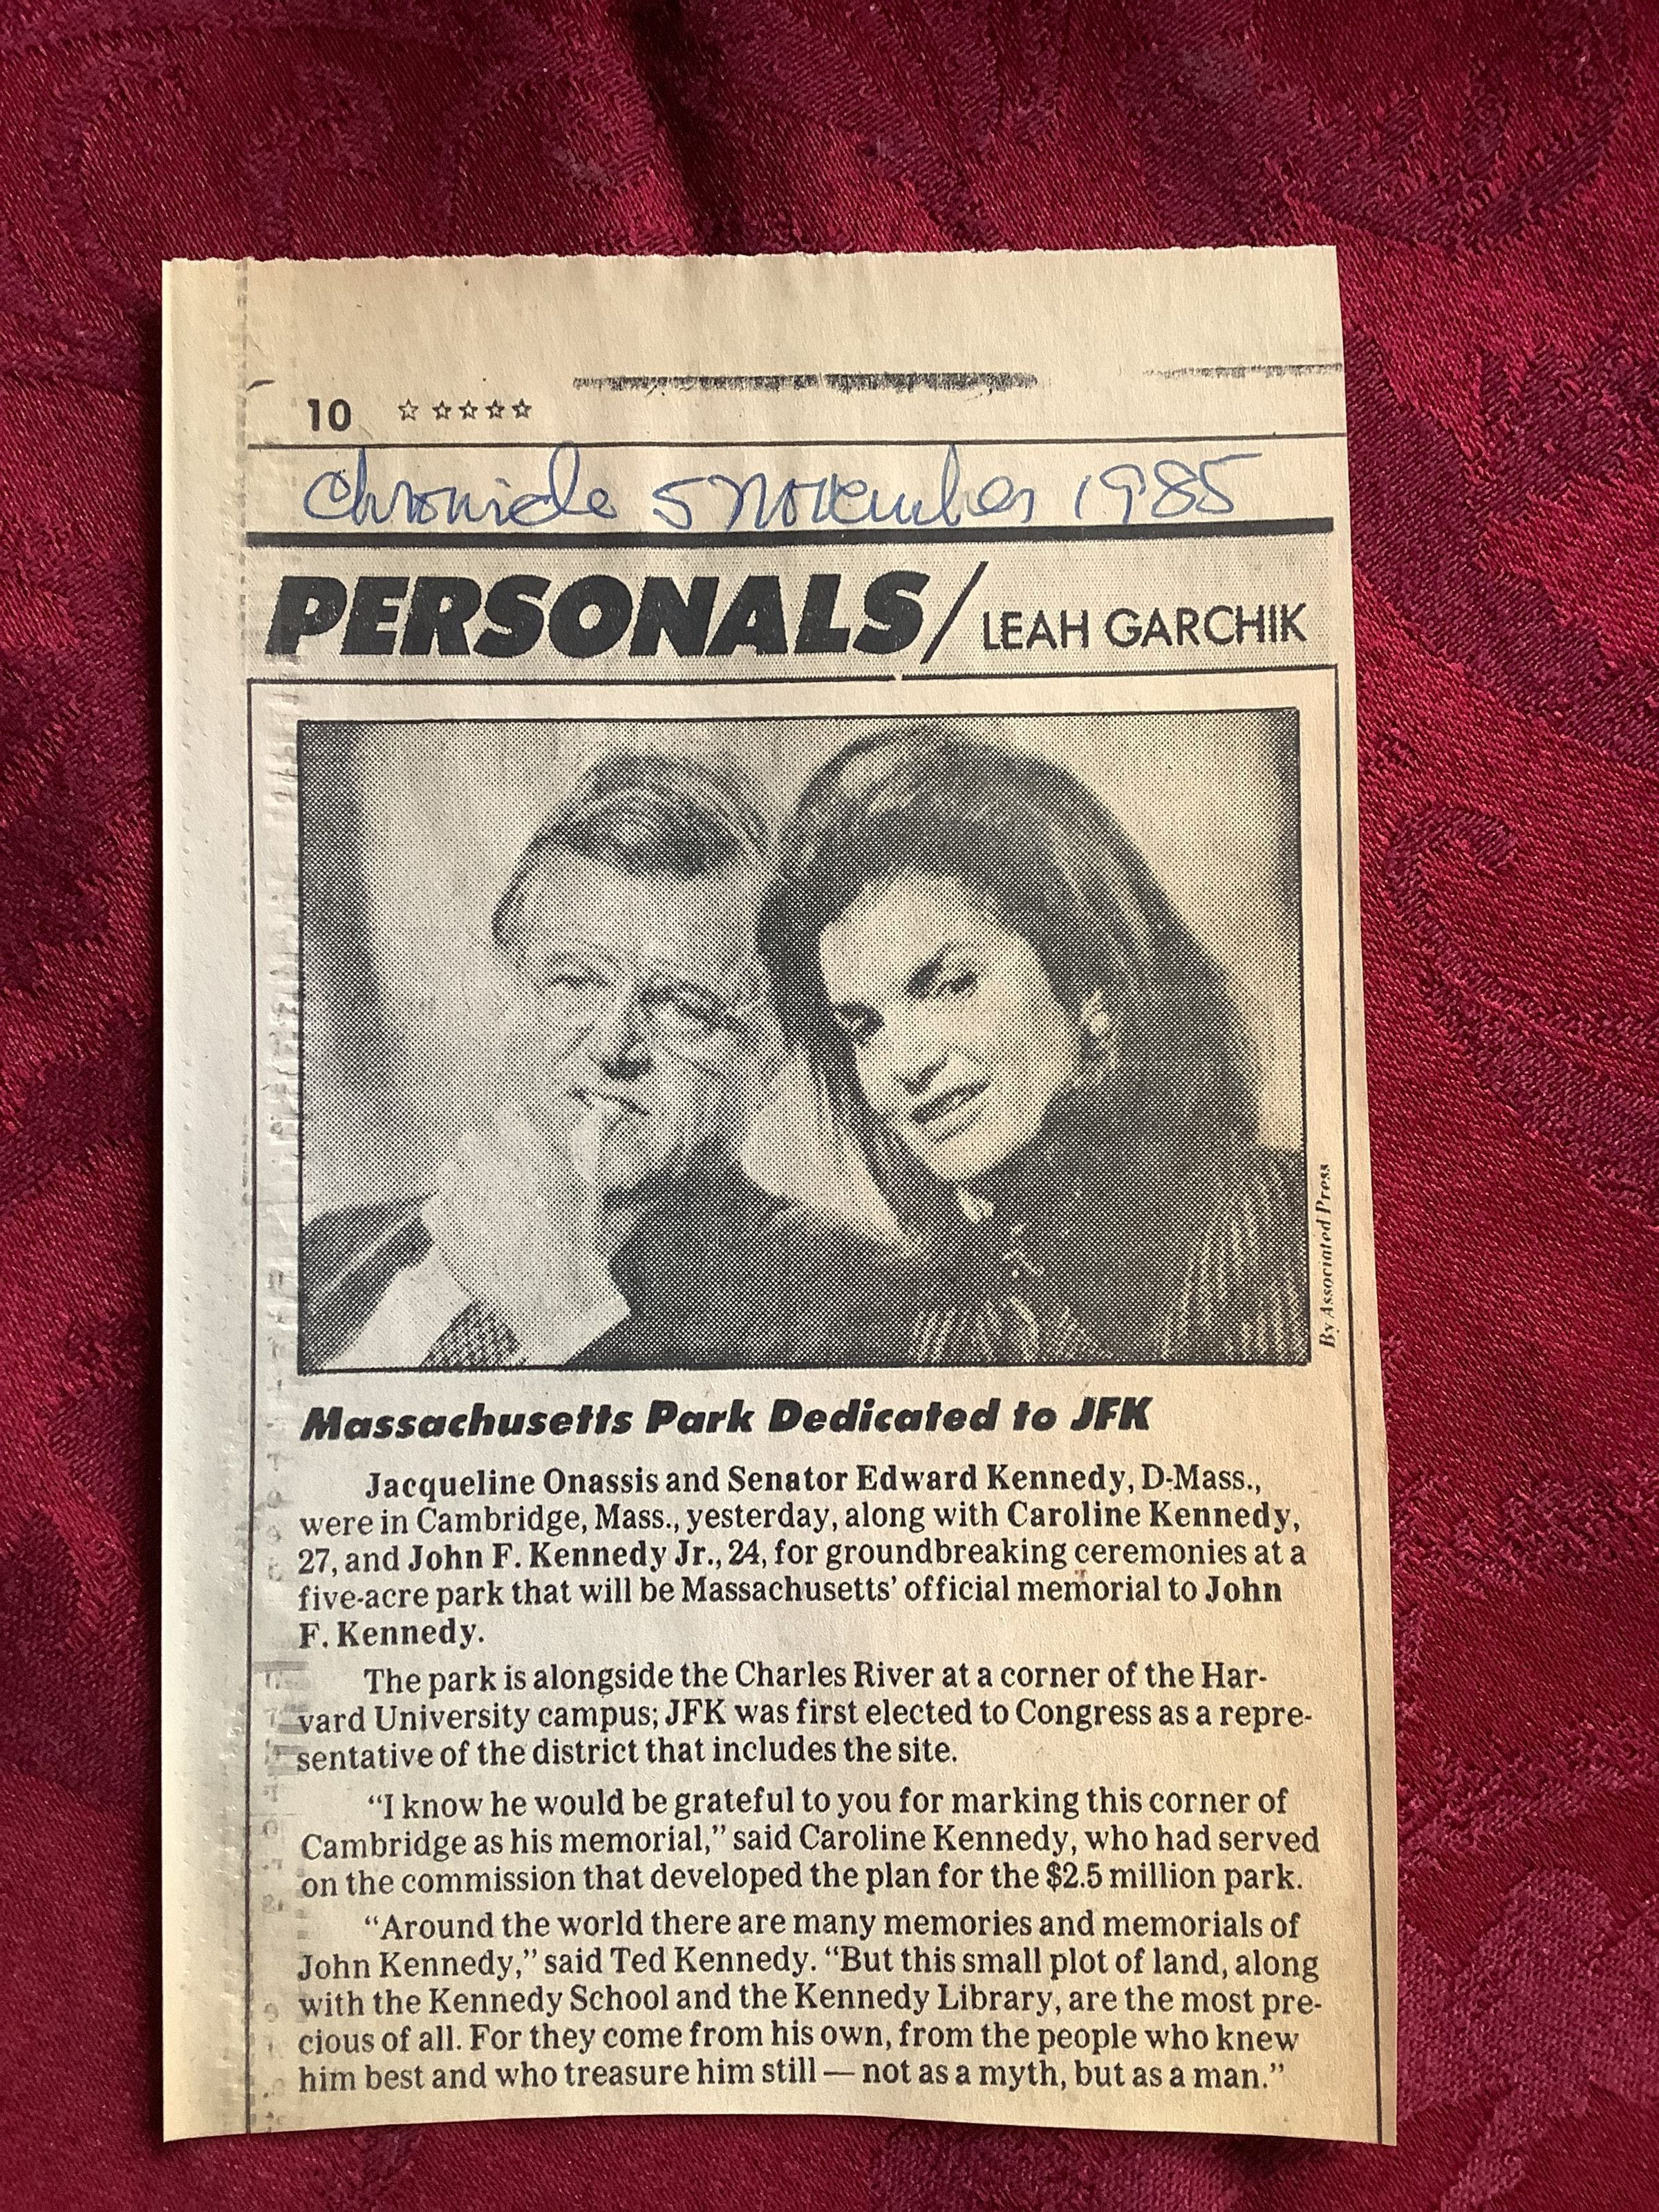 10 ☆ ☆ ☆ ☆ ☆
Chronicle 5 November 1985
PERSONALS/LEAH GARCHIK
By Associated Press
Massachusetts Park Dedicated to JFK
Jacqueline Onassis and Senator Edward Kennedy, D-Mass.,
were in Cambridge, Mass., yesterday, along with Caroline Kennedy,
27, and John F. Kennedy Jr., 24, for groundbreaking ceremonies at a
five-acre park that will be Massachusetts' official memorial to John
F. Kennedy.
The park is alongside the Charles River at a corner of the Har-
vard University campus; JFK was first elected to Congress as a repre-
sentative of the district that includes the site.
"I know he would be grateful to you for marking this corner of
Cambridge as his memorial," said Caroline Kennedy, who had served
on the commission that developed the plan for the $2.5 million park.
"Around the world there are many memories and memorials of
John Kennedy," said Ted Kennedy. "But this small plot of land, along
with the Kennedy School and the Kennedy Library, are the most pre-
cious of all. For they come from his own, from the people who knew
him best and who treasure him still — not as a myth, but as a man."